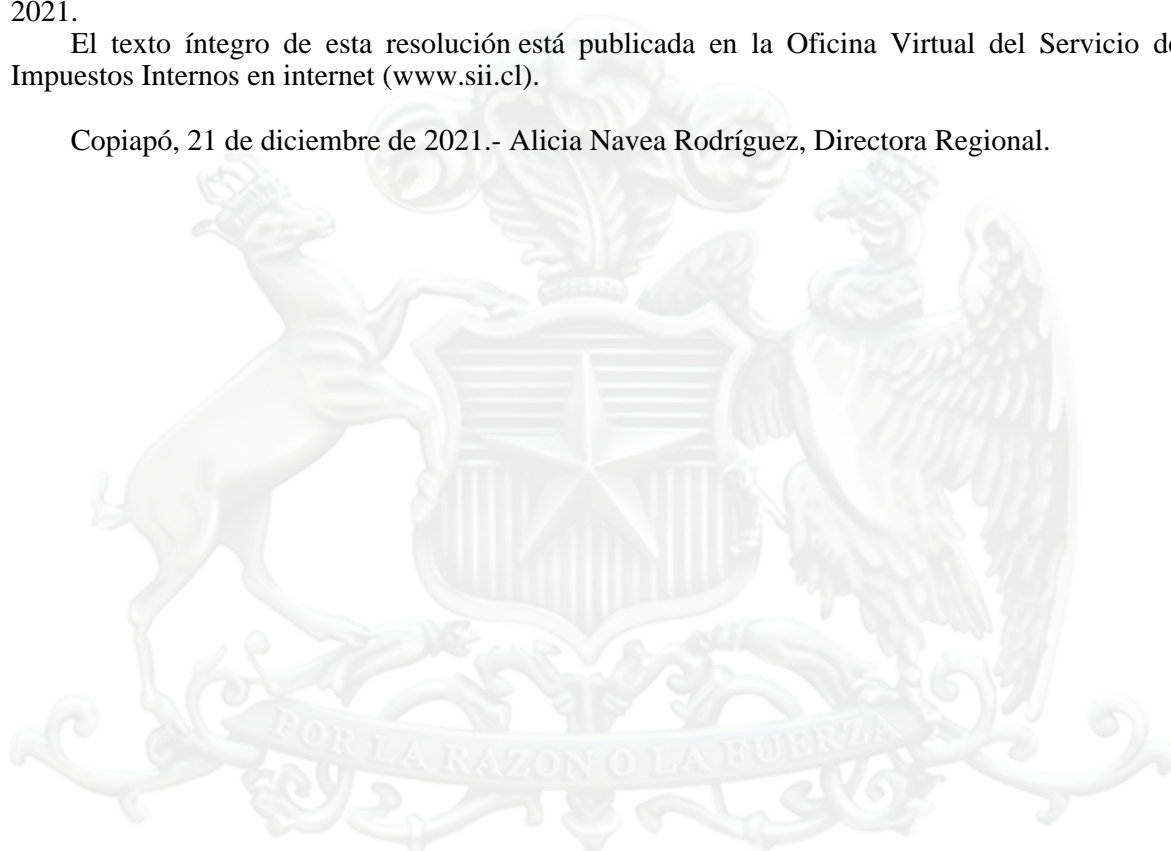 2021.
El texto íntegro de esta resolución está publicada en la Oficina Virtual del Servicio de
Impuestos Internos en internet (www.sii.cl).
Copiapó, 21 de diciembre de 2021.- Alicia Navea Rodríguez, Directora Regional.
POR LA RAZON O LA FUERZA